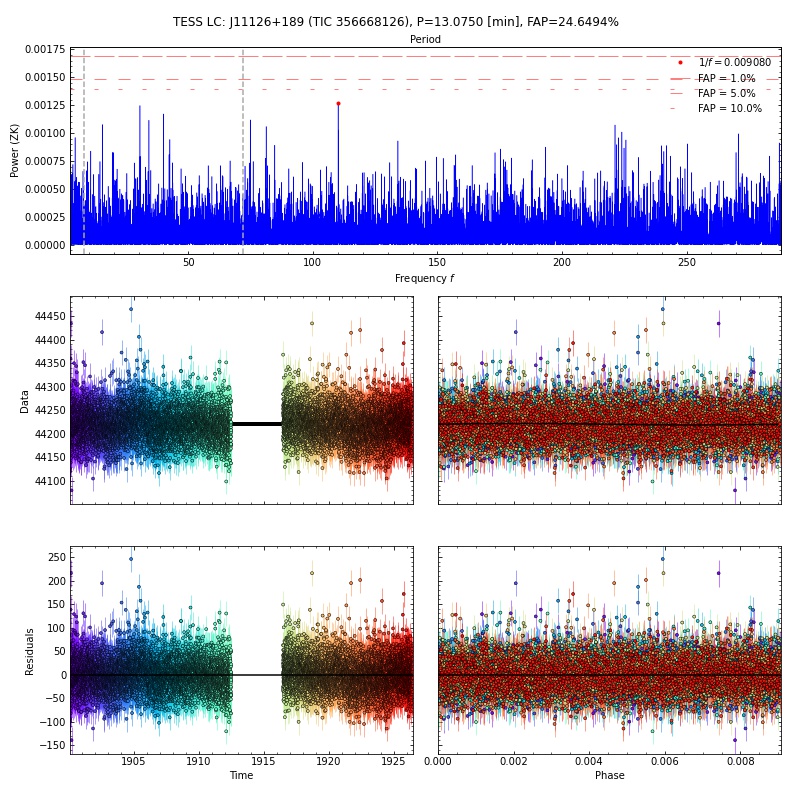 TESS LC: J11126+189 (TIC 356668126), P=13.0750 [min], FAP=24.6494%
Period
0.00175
0.00150
0.00125
0.00100
0.00075
0.00050
0.00025
0.00000
Power (ZK)
1/f = 0.009080
FAP = 1.0%
FAP = 5.0%
FAP = 10.0%
50 100 150 200 250
Frequency f
44450
44400
44350
44300
44250
44200
44150
44100
Data
250
200
150
100
50
0
−50
−100
−150
Residuals
1905 1910 1915 1920 1925
Time
0.000 0.002 0.004 0.006 0.008
Phase